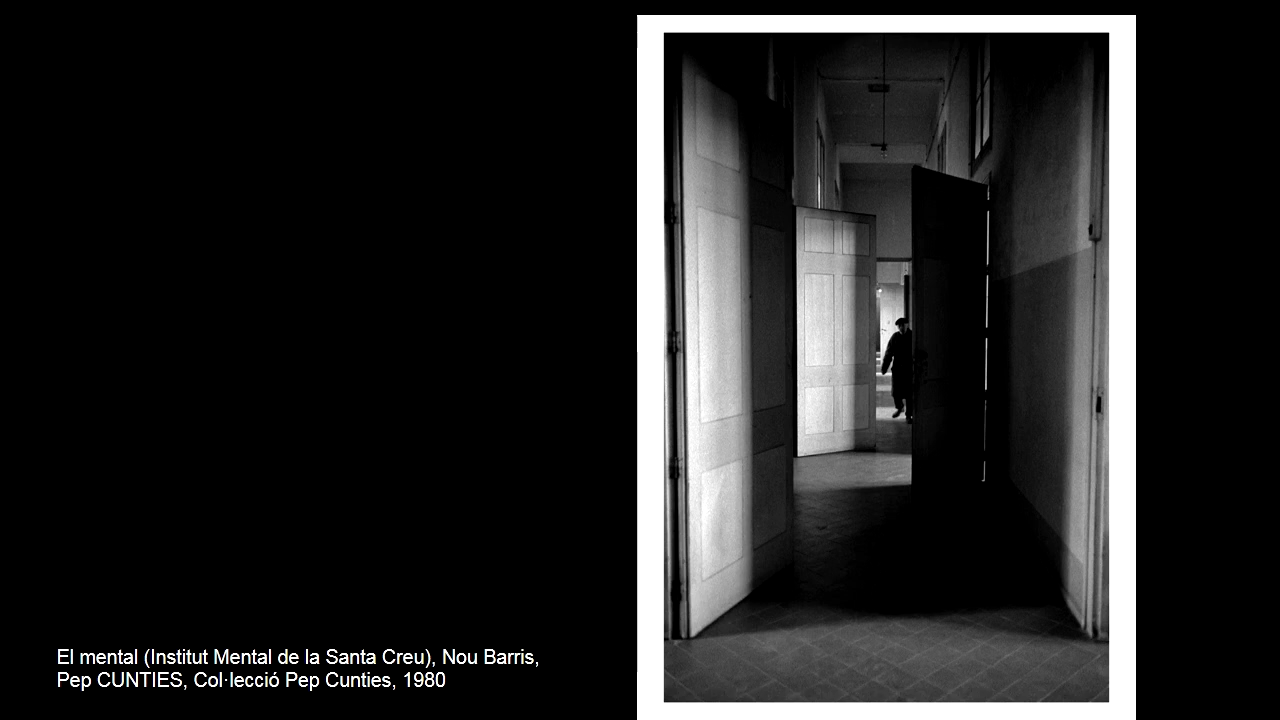 El mental (Institut Mental de la Santa Creu), Nou Barris,
Pep CUNTIES, Col·lecció Pep Cunties, 1980